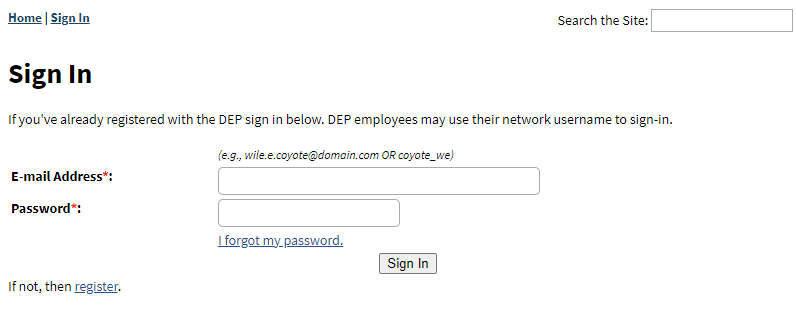 Home | Sign In
Search the Site:
Sign In
If you've already registered with the DEP sign in below. DEP employees may use their network username to sign-in.
(e.g., wile.e.coyote@domain.com OR coyote_we)
E-mail Address*:
Password*:
I forgot my password.
Sign In
If not, then register.